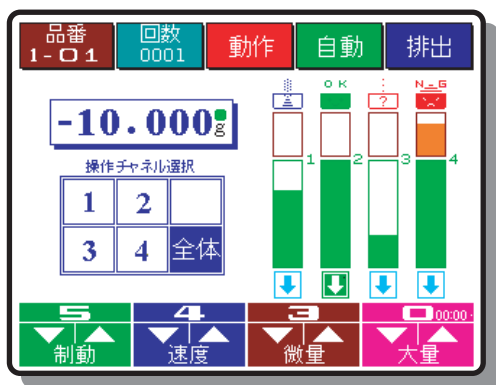 品番
1-01
回数
0001
動作
自動
排出
OK
N-G
?
-10.000g
1
2
3
4
操作チャネル選択
1 2
3 4 全体
5
4
3
0 00:00
制動
速度
微量
大量